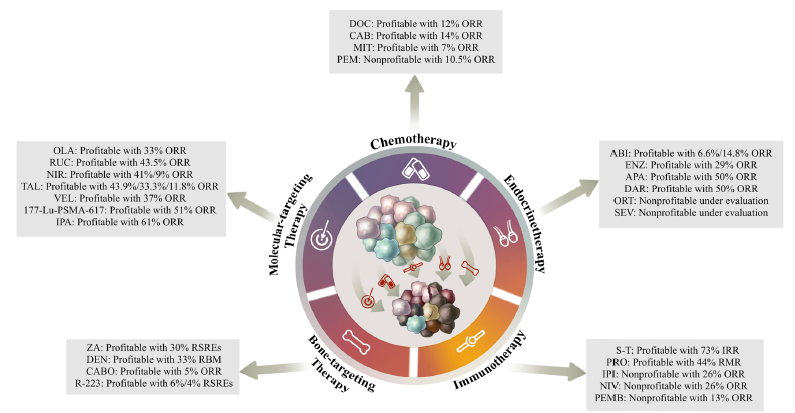 DOC: Profitable with 12% ORR
CAB: Profitable with 14% ORR
MIT: Profitable with 7% ORR
PEM: Nonprofitable with 10.5% ORR
Chemotherapy
OLA: Profitable with 33% ORR
RUC: Profitable with 43.5% ORR
NIR: Profitable with 41%/9% ORR
TAL: Profitable with 43.9%/33.3%/11.8% ORR
VEL: Profitable with 37% ORR
177-Lu-PSMA-617: Profitable with 51% ORR
IPA: Profitable with 61% ORR
Molecular-targeting
Therapy
ABI: Profitable with 6.6%/14.8% ORR
ENZ: Profitable with 29% ORR
APA: Profitable with 50% ORR
DAR: Profitable with 50% ORR
ORT: Nonprofitable under evaluation
SEV: Nonprofitable under evaluation
Endocrinetherapy
ZA: Profitable with 30% RSREs
DEN: Profitable with 33% RBM
CABO: Profitable with 5% ORR
R-223: Profitable with 6%/4% RSREs
Bone-targeting
Therapy
Immunotherapy
S-T: Profitable with 73% IRR
PRO: Profitable with 44% RMR
IPI: Nonprofitable with 26% ORR
NIV: Nonprofitable with 26% ORR
PEMB: Nonprofitable with 13% ORR